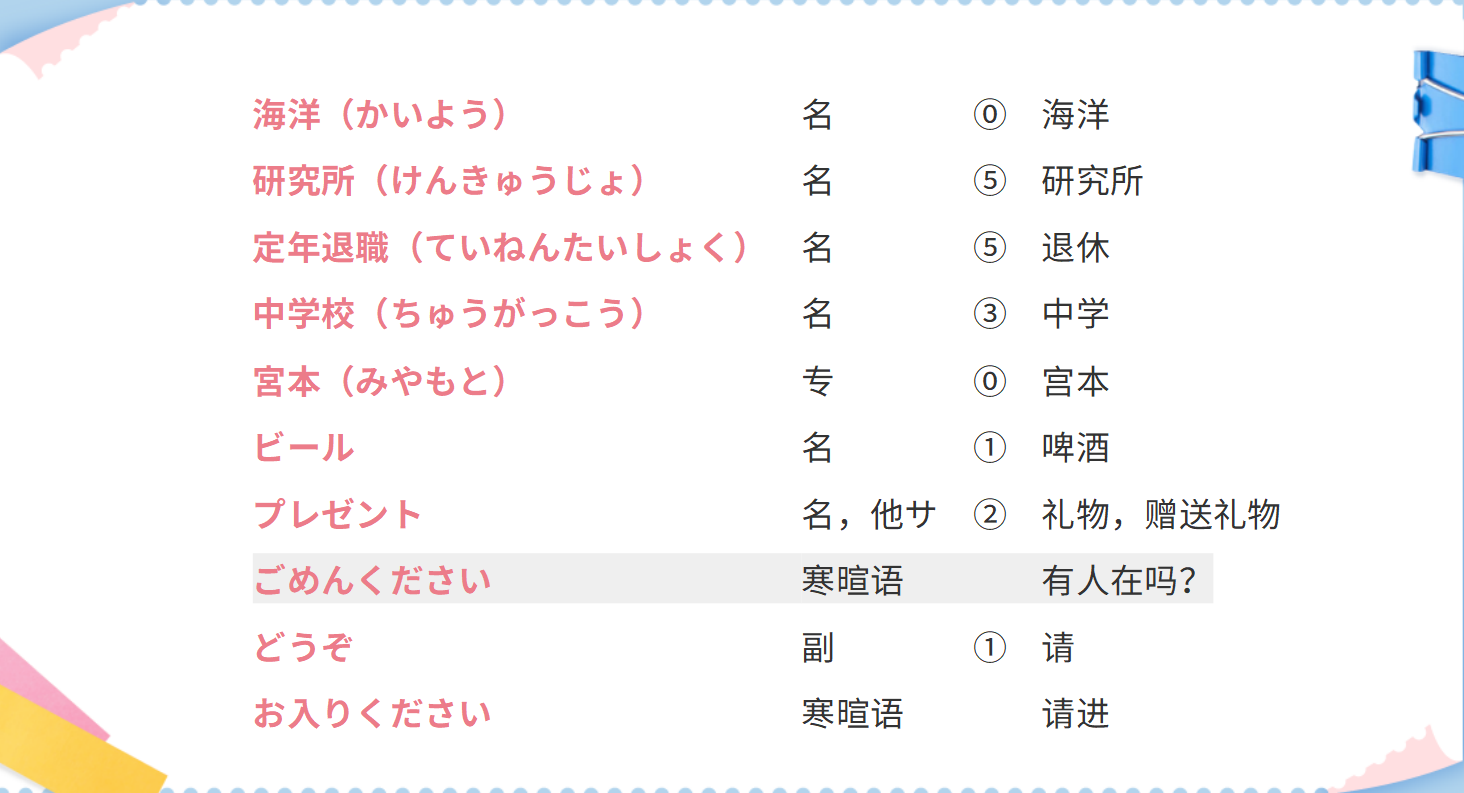 海洋（かいよう） 名 ⓪ 海洋
研究所（けんきゅうじょ） 名 ⑤ 研究所
定年退職（ていねんたいしょく） 名 ⑤ 退休
中学校（ちゅうがっこう） 名 ③ 中学
宮本（みやもと） 专 ⓪ 宫本
ビール 名 ① 啤酒
プレゼント 名，他サ ② 礼物，赠送礼物
ごめんください 寒暄语 有人在吗？
どうぞ 副 ① 请
お入りください 寒暄语 请进